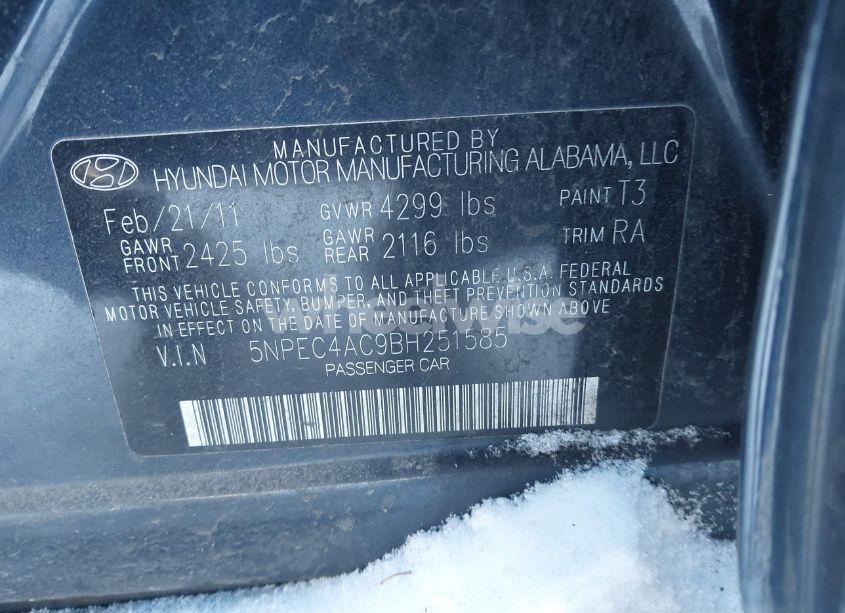 MANUFACTURED BY
HYUNDAI MOTOR MANUFACTURING ALABAMA, LLC
Feb/21/11 GVWR 4299 lbs PAINT T3
GAWR FRONT 2425 lbs GAWR REAR 2116 lbs TRIM RA
THIS VEHICLE CONFORMS TO ALL APPLICABLE U.S.A. FEDERAL
MOTOR VEHICLE SAFETY, BUMPER, AND THEFT PREVENTION STANDARDS
IN EFFECT ON THE DATE OF MANUFACTURE SHOWN ABOVE
V.I.N 5NPEC4AC9BH251585
PASSENGER CAR
wheelwise